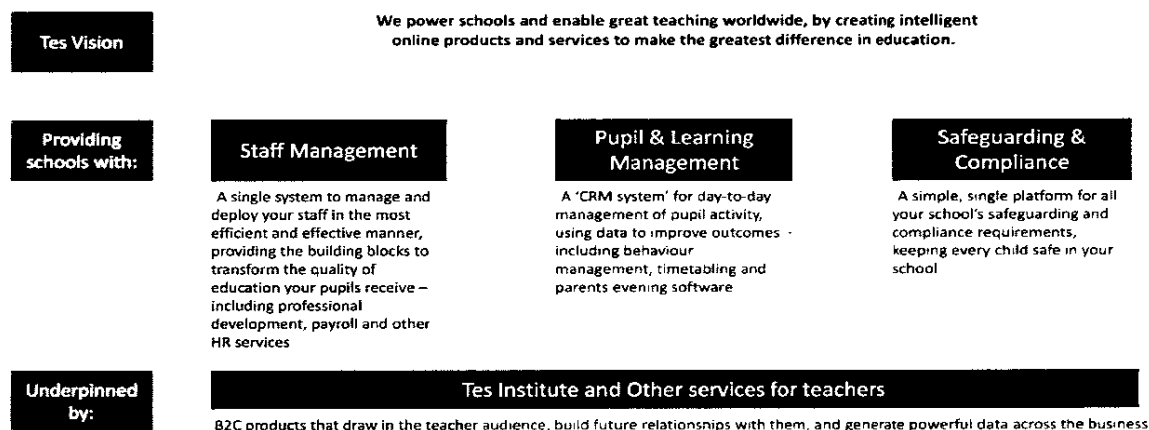 Tes Vision
We power schools and enable great teaching worldwide, by creating intelligent
online products and services to make the greatest difference in education.
Providing
schools with:
Staff Management
A single system to manage and
deploy your staff in the most
efficient and effective manner,
providing the building blocks to
transform the quality of
education your pupils receive –
including professional
development, payroll and other
HR services
Pupil & Learning
Management
A 'CRM system' for day-to-day
management of pupil activity,
using data to improve outcomes -
including behaviour
management, timetabling and
parents evening software
Safeguarding &
Compliance
A simple, single platform for all
your school's safeguarding and
compliance requirements,
keeping every child safe in your
school
Underpinned
by:
Tes Institute and Other services for teachers
B2C products that draw in the teacher audience, build future relationships with them, and generate powerful data across the business